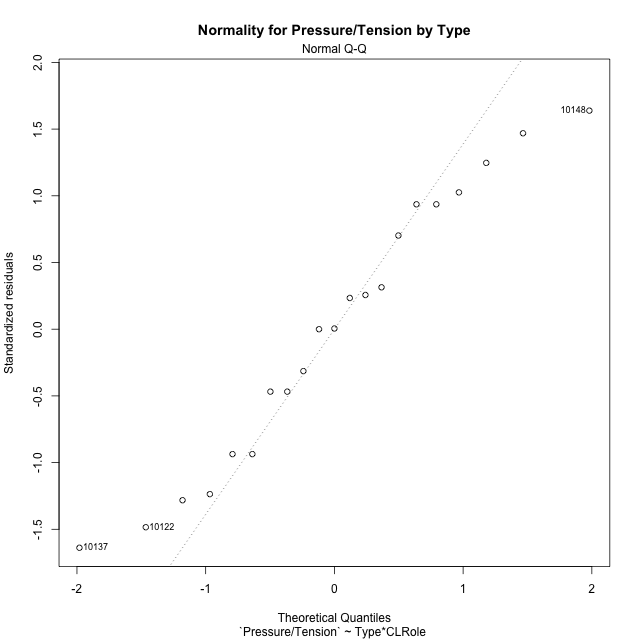 Normality for Pressure/Tension by Type
Normal Q-Q
2.0
1.5
1.0
0.5
0.0
-0.5
-1.0
-1.5
Standardized residuals
10148
10122
10137
-2 -1 0 1 2
Theoretical Quantiles
`Pressure/Tension` ~ Type*CLRole